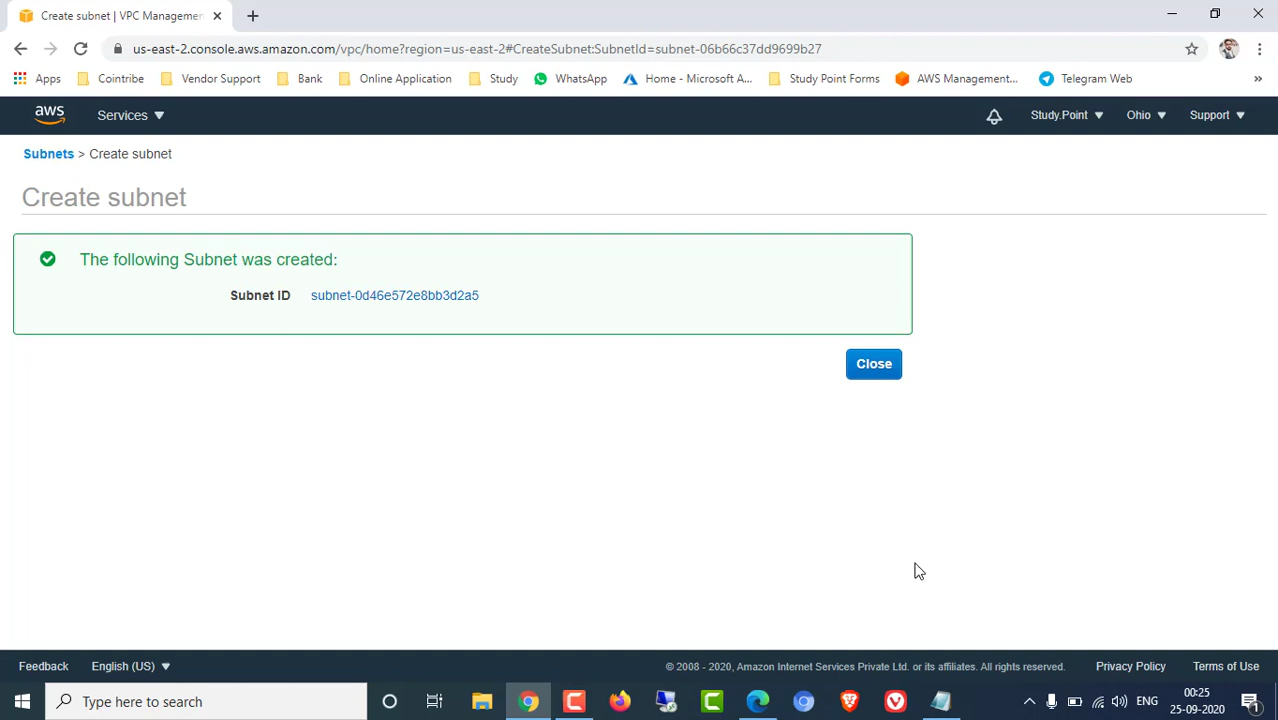 Create subnet | VPC Managemen
us-east-2.console.aws.amazon.com/vpc/home?region=us-east-2#CreateSubnet:SubnetId=subnet-06b66c37dd9699b27
Apps Cointribe Vendor Support Bank Online Application Study WhatsApp Home - Microsoft A... Study Point Forms AWS Management... Telegram Web »
aws Services Study.Point Ohio Support
Subnets > Create subnet
Create subnet
The following Subnet was created:
Subnet ID subnet-0d46e572e8bb3d2a5
Close
Feedback English (US) © 2008 - 2020, Amazon Internet Services Private Ltd. or its affiliates. All rights reserved. Privacy Policy Terms of Use
Type here to search
ENG
00:25
25-09-2020
1